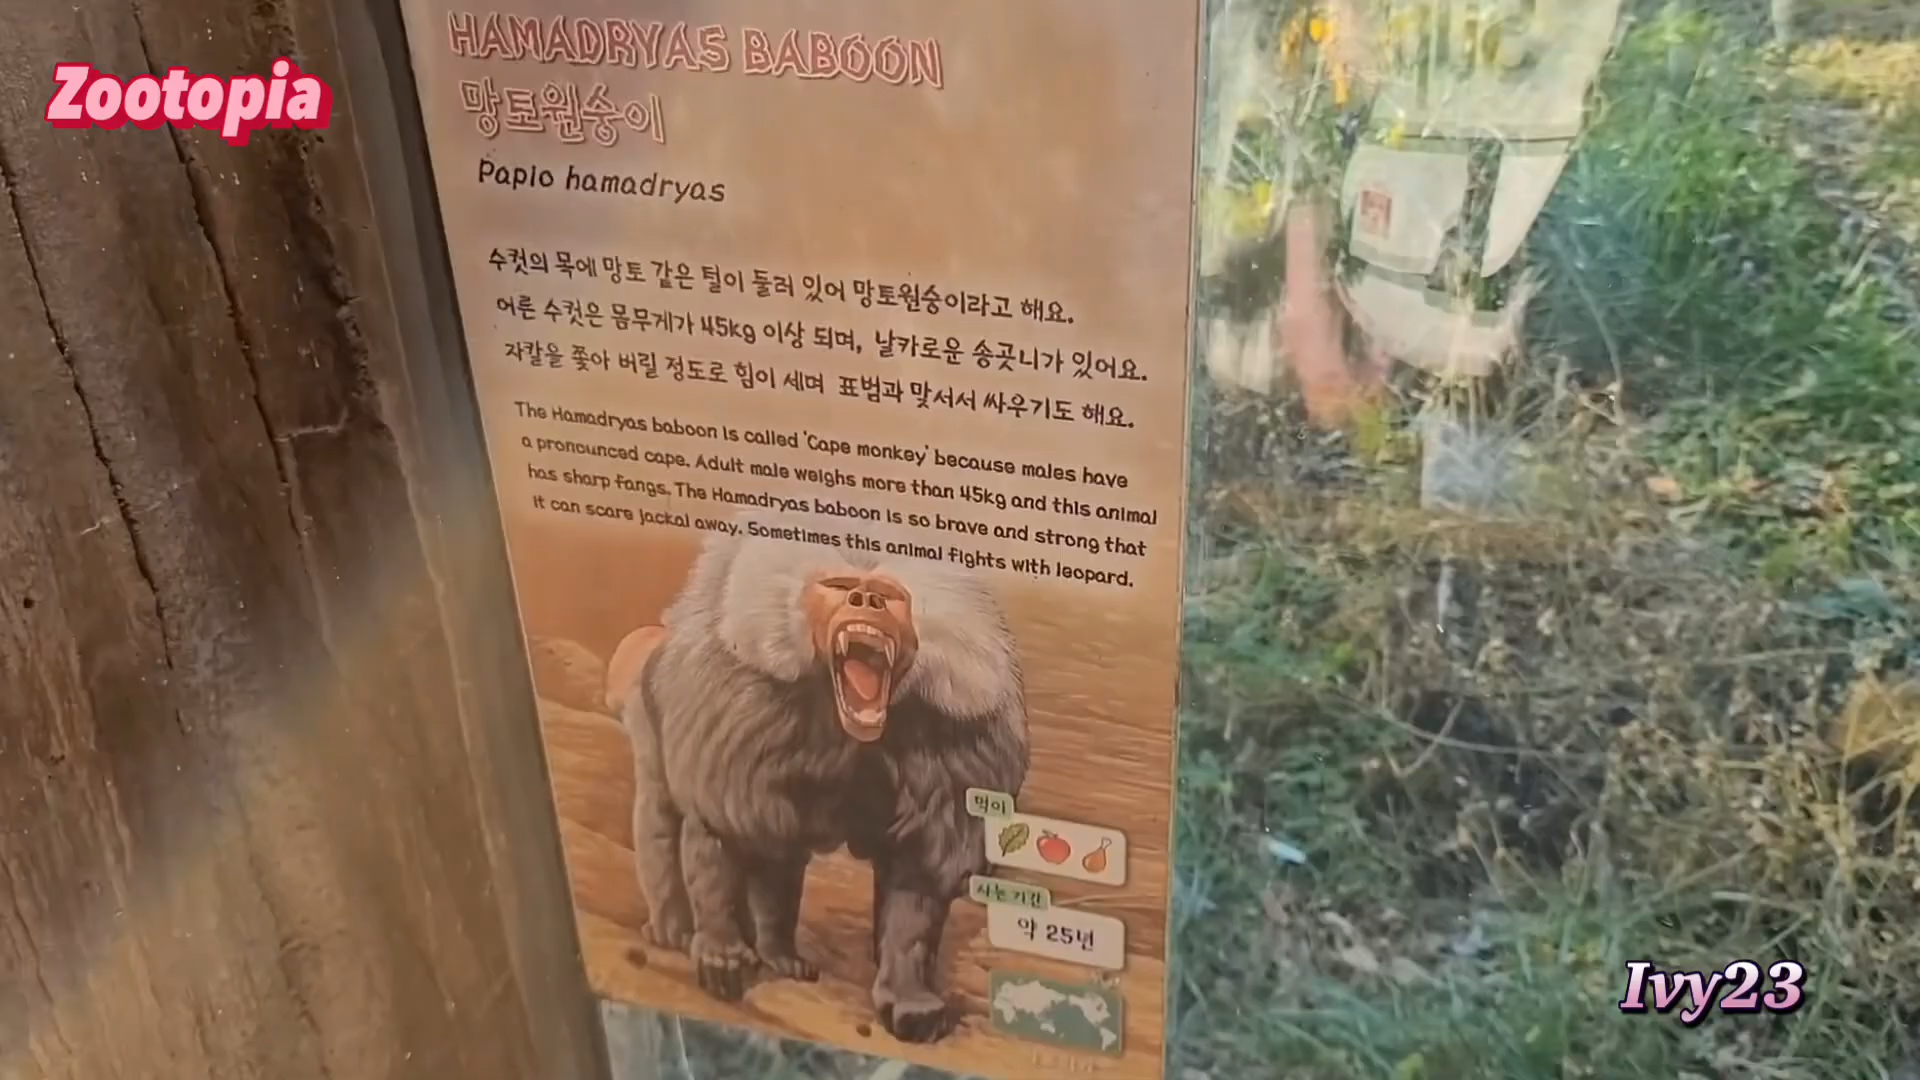 Zootopia
HAMADRYAS BABOON
망토원숭이
Papio hamadryas
수컷의 목에 망토 같은 털이 둘러 있어 망토원숭이라고 해요.
어른 수컷은 몸무게가 45kg 이상 되며, 날카로운 송곳니가 있어요.
자칼을 쫓아 버릴 정도로 힘이 세며 표범과 맞서서 싸우기도 해요.
The Hamadryas baboon is called 'Cape monkey' because males have
a pronounced cape. Adult male weighs more than 45kg and this animal
has sharp fangs. The Hamadryas baboon is so brave and strong that
it can scare jackal away. Sometimes this animal fights with leopard.
먹이
사는 기간
약 25년
Ivy23